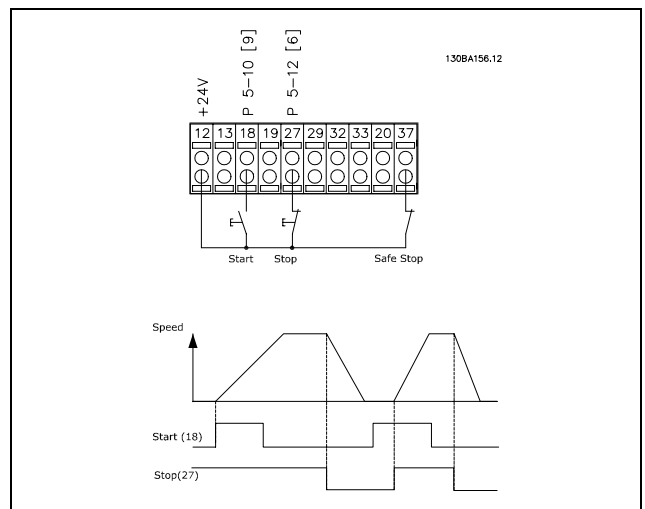 130BA156.12
+24V
P 5-10 [9]
P 5-12 [6]
12 13 18 19 27 29 32 33 20 37
Start Stop Safe Stop
Speed
Start (18)
Stop(27)